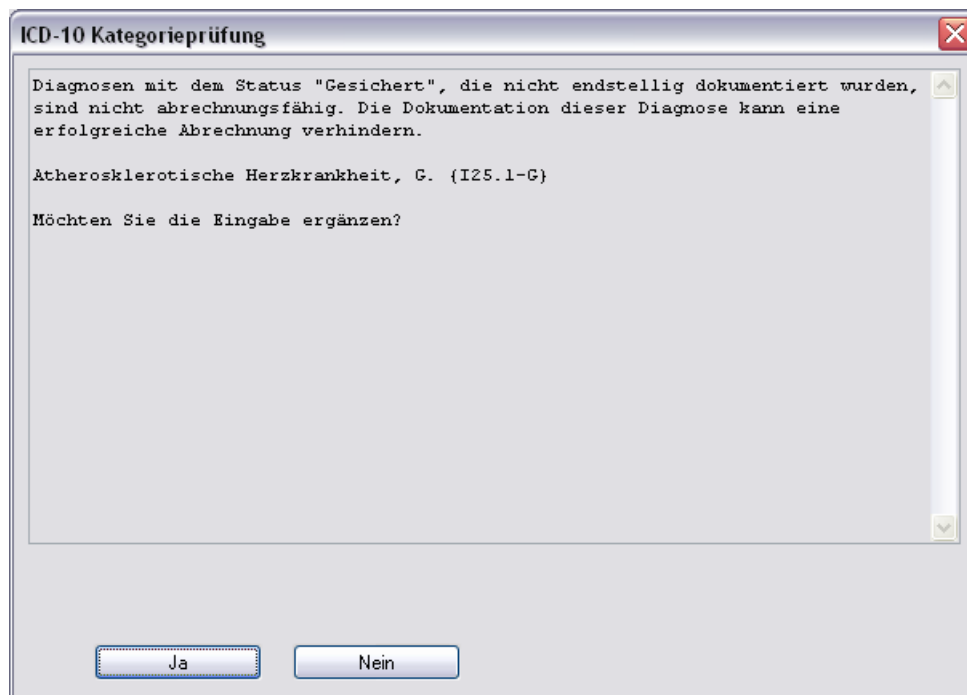 ICD-10 Kategorieprüfung
Diagnosen mit dem Status "Gesichert", die nicht endstellig dokumentiert wurden,
sind nicht abrechnungsfähig. Die Dokumentation dieser Diagnose kann eine
erfolgreiche Abrechnung verhindern.
Atherosklerotische Herzkrankheit, G. {I25.1-G}
Möchten Sie die Eingabe ergänzen?
Ja
Nein